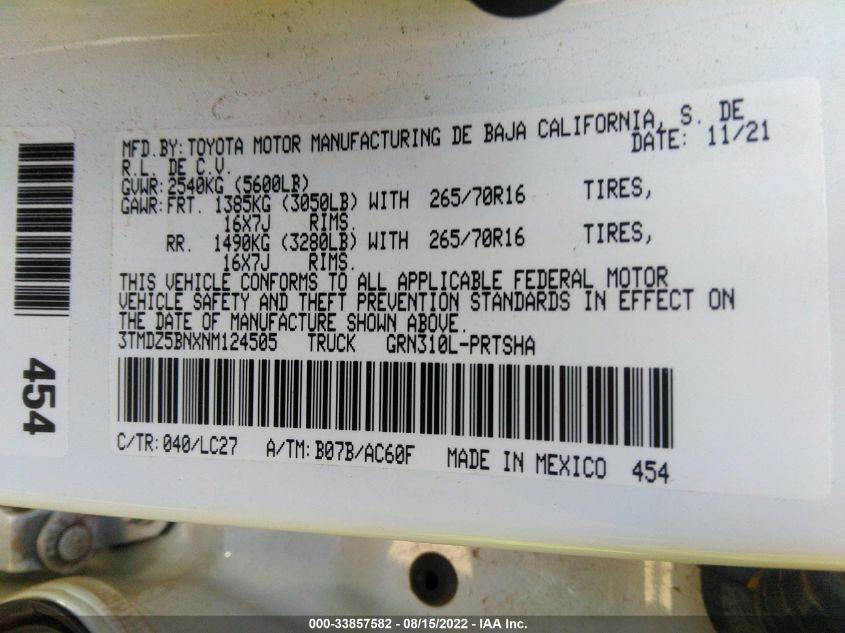 MFD.BY: TOYOTA MOTOR MANUFACTURING DE BAJA CALIFORNIA, S. DE
R.L. DE C.V.
DATE: 11/21
GVWR: 2540KG (5600LB)
GAWR: FRT. 1385KG (3050LB) WITH 265/70R16 TIRES,
16X7J RIMS.
RR. 1490KG (3280LB) WITH 265/70R16 TIRES,
16X7J RIMS.
THIS VEHICLE CONFORMS TO ALL APPLICABLE FEDERAL MOTOR
VEHICLE SAFETY AND THEFT PREVENTION STANDARDS IN EFFECT ON
THE DATE OF MANUFACTURE SHOWN ABOVE.
3TMDZ5BNXNM124505 TRUCK GRN310L-PRTSHA
C/TR: 040/LC27 A/TM: B07B/AC60F MADE IN MEXICO 454
454
000-33857582 - 08/15/2022 - IAA Inc.